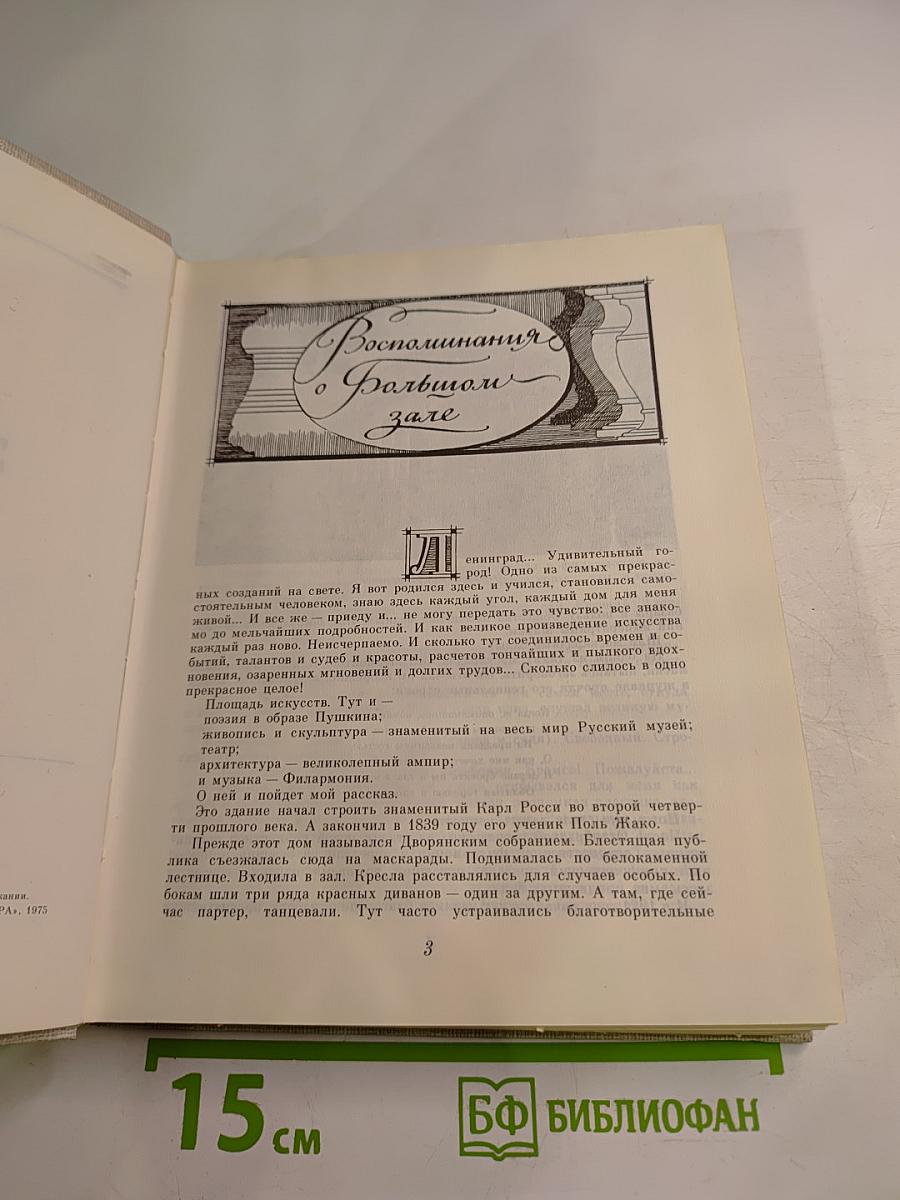 Воспоминания
о Большом
зале
Ленинград... Удивительный го-
род! Одно из самых прекрас-
ных созданий на свете. Я вот родился здесь и учился, становился само-
стоятельным человеком, знаю здесь каждый угол, каждый дом для меня
живой... И все же — приеду и... не могу передать это чувство: все знако-
мо до мельчайших подробностей. И как великое произведение искусства
каждый раз ново. Неисчерпаемо. И сколько тут соединилось времен и со-
бытий, талантов и судеб и красоты, расчетов тончайших и пылкого вдох-
новения, озаренных мгновений и долгих трудов... Сколько слилось в одно
прекрасное целое!
Площадь искусств. Тут и —
поэзия в образе Пушкина;
живопись и скульптура — знаменитый на весь мир Русский музей;
театр;
архитектура — великолепный ампир;
и музыка — Филармония.
О ней и пойдет мой рассказ.
Это здание начал строить знаменитый Карл Росси во второй четвер-
ти прошлого века. А закончил в 1839 году его ученик Поль Жако.
Прежде этот дом назывался Дворянским собранием. Блестящая пуб-
лика съезжалась сюда на маскарады. Поднималась по белокаменной
лестнице. Входила в зал. Кресла расставлялись для случаев особых. По
бокам шли три ряда красных диванов — один за другим. А там, где сей-
час партер, танцевали. Тут часто устраивались благотворительные
3
кании.
РА», 1975
15 см
БФ БИБЛИОФАН